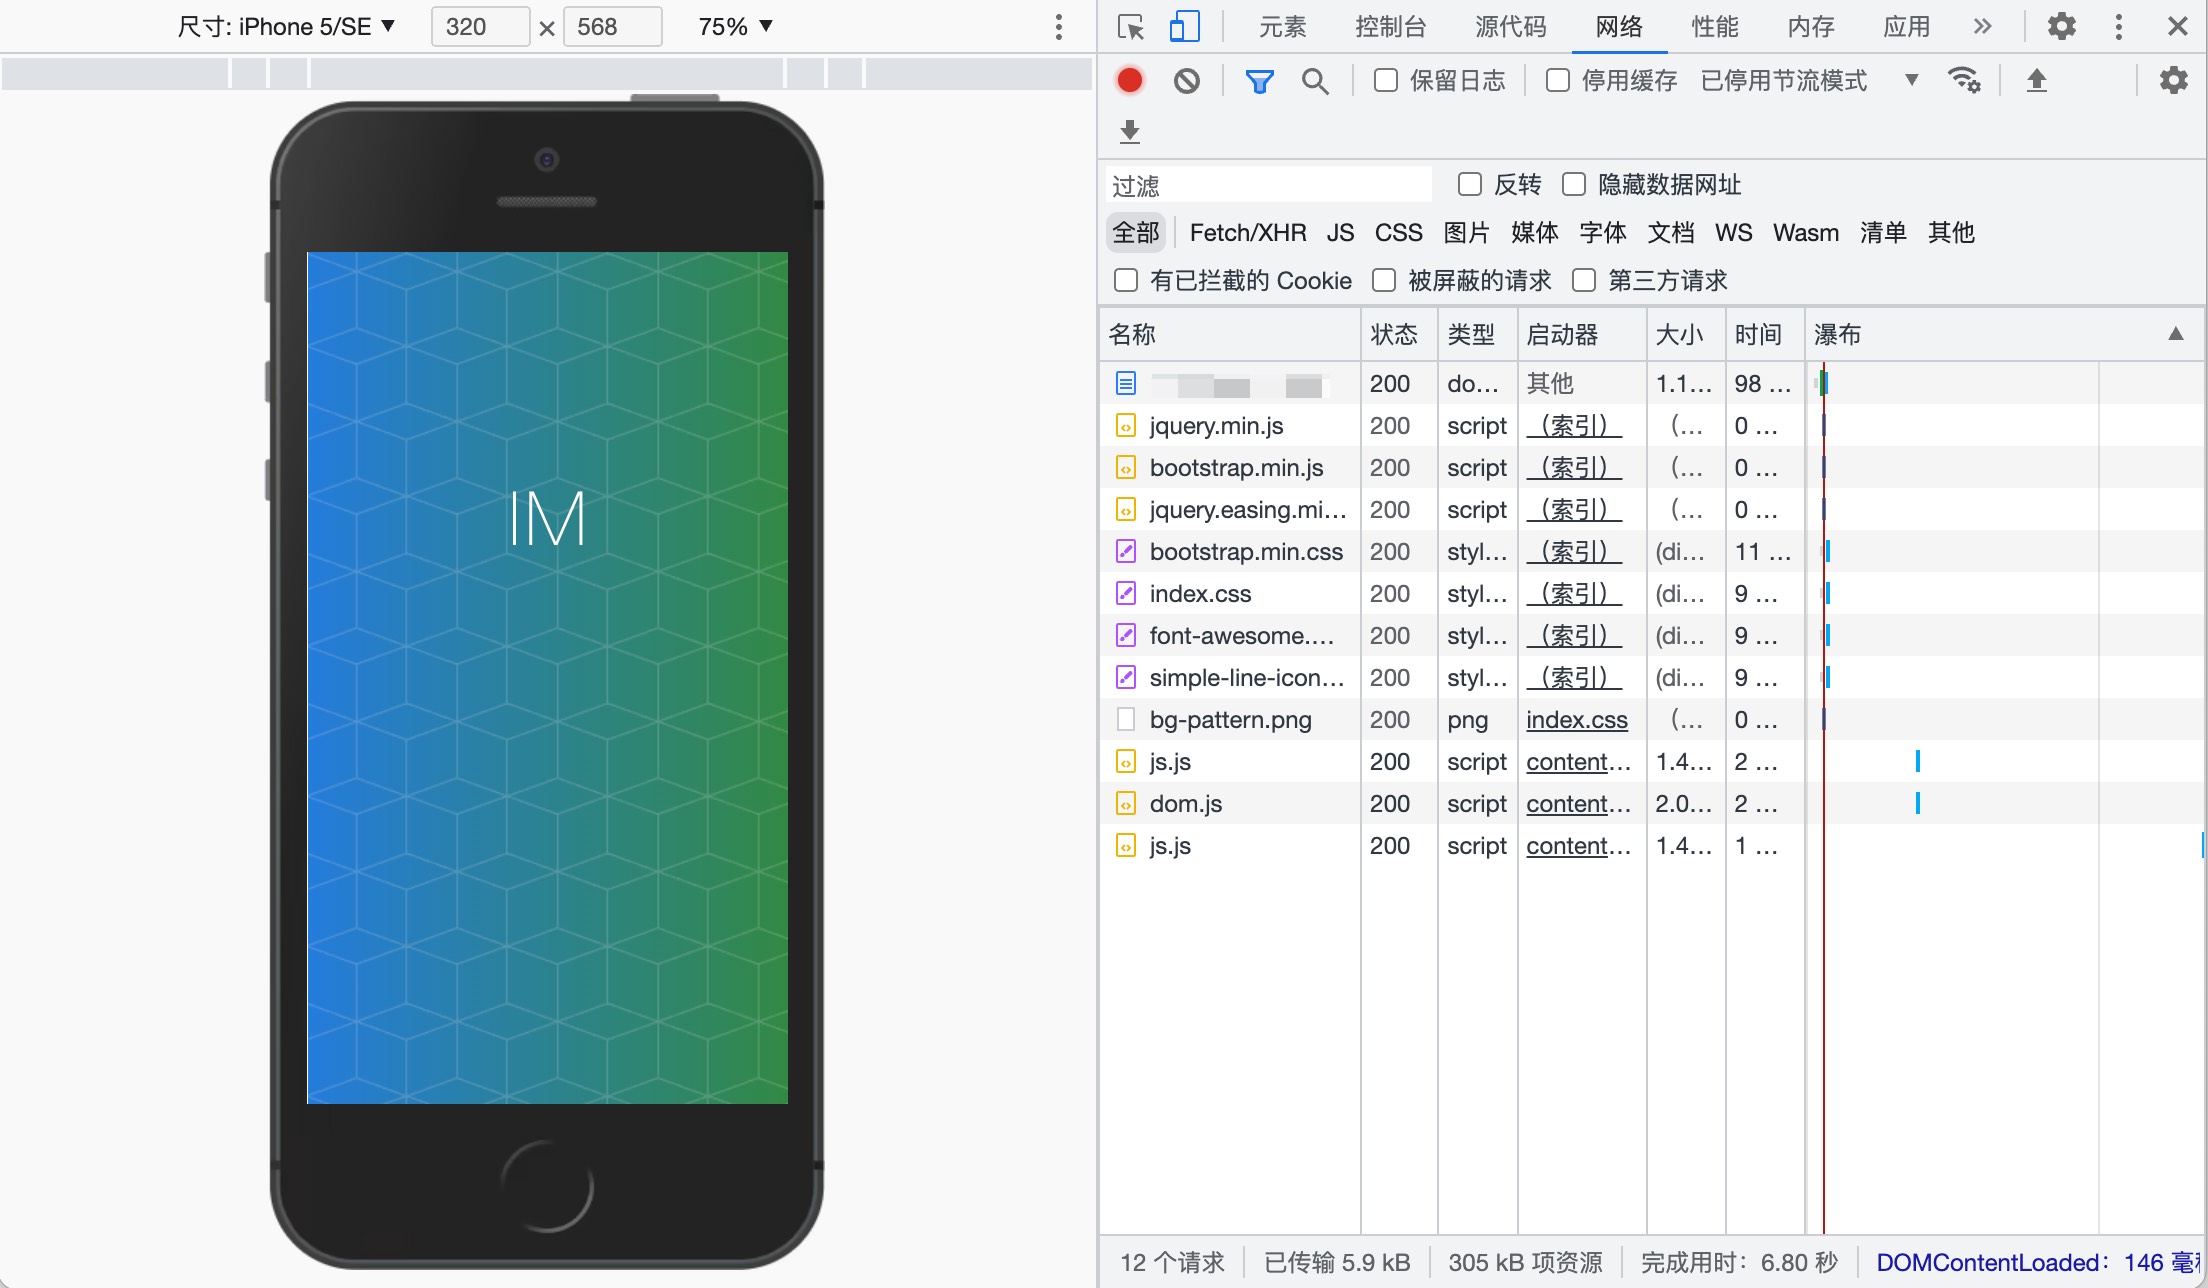 尺寸: iPhone 5/SE ▼ 320 × 568 75% ▼
元素 控制台 源代码 网络 性能 内存 应用 »
保留日志 停用缓存 已停用节流模式 ▼
过滤 反转 隐藏数据网址
全部 Fetch/XHR JS CSS 图片 媒体 字体 文档 WS Wasm 清单 其他
有已拦截的 Cookie 被屏蔽的请求 第三方请求
名称 状态 类型 启动器 大小 时间 瀑布 ▲
200 do... 其他 1.1... 98 ...
jquery.min.js 200 script （索引） (... 0 ...
bootstrap.min.js 200 script （索引） (... 0 ...
jquery.easing.mi... 200 script （索引） (... 0 ...
bootstrap.min.css 200 styl... （索引） (di... 11 ...
index.css 200 styl... （索引） (di... 9 ...
font-awesome.... 200 styl... （索引） (di... 9 ...
simple-line-icon... 200 styl... （索引） (di... 9 ...
bg-pattern.png 200 png index.css (... 0 ...
js.js 200 script content... 1.4... 2 ...
dom.js 200 script content... 2.0... 2 ...
js.js 200 script content... 1.4... 1 ...
12 个请求 已传输 5.9 kB 305 kB 项资源 完成用时：6.80 秒 DOMContentLoaded：146 毫
IM